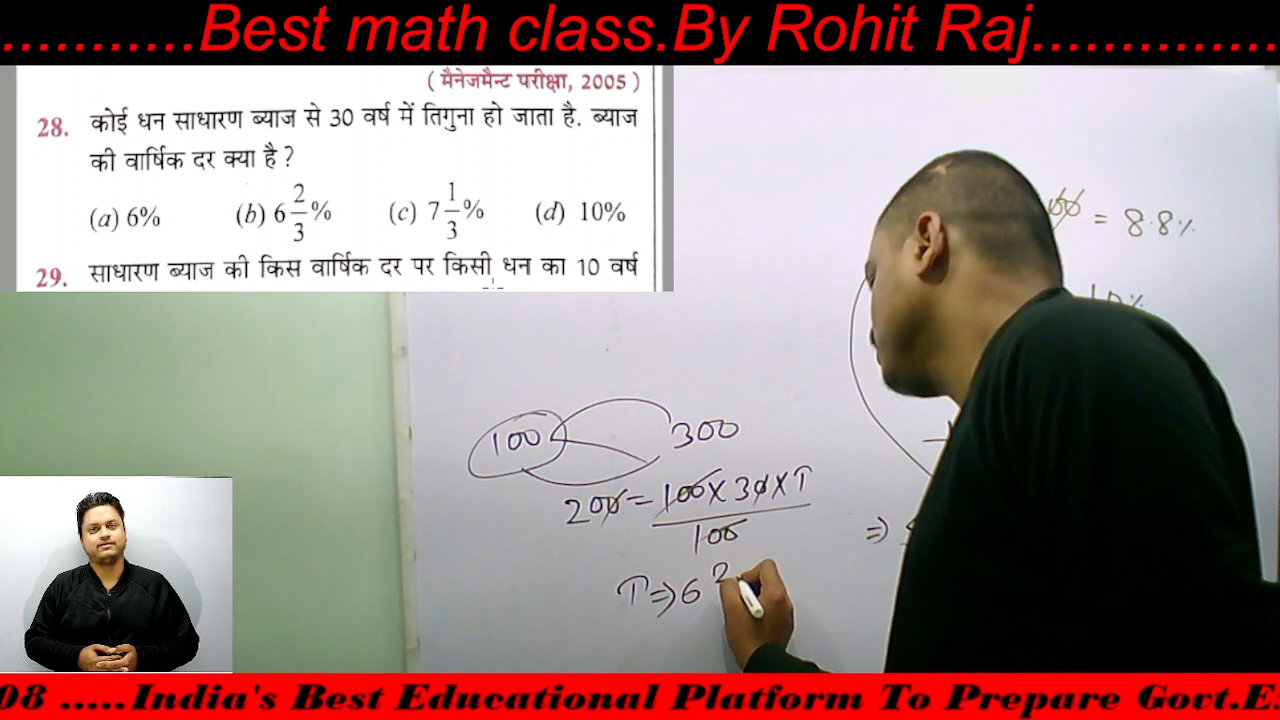 ...........Best math class.By Rohit Raj..............
( मैनेजमैन्ट परीक्षा, 2005 )
28. कोई धन साधारण ब्याज से 30 वर्ष में तिगुना हो जाता है. ब्याज
की वार्षिक दर क्या है ?
(a) 6% (b) 6 2/3 % (c) 7 1/3 % (d) 10%
29. साधारण ब्याज की किस वार्षिक दर पर किसी धन का 10 वर्ष
= 8.8%
10%
100 300
200 = 100 X 30 X T / 100
T => 6 2
=>
08 .....India's Best Educational Platform To Prepare Govt.E